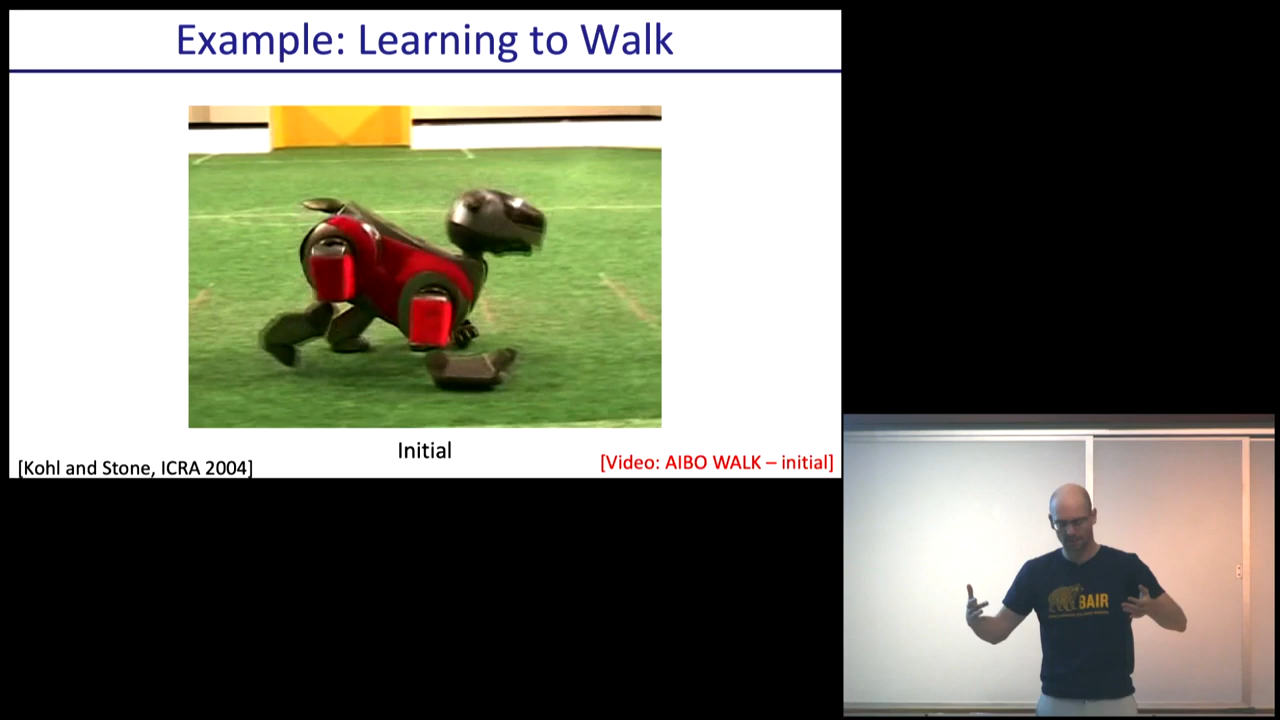 Example: Learning to Walk
Initial
[Kohl and Stone, ICRA 2004]
[Video: AIBO WALK – initial]
BAIR